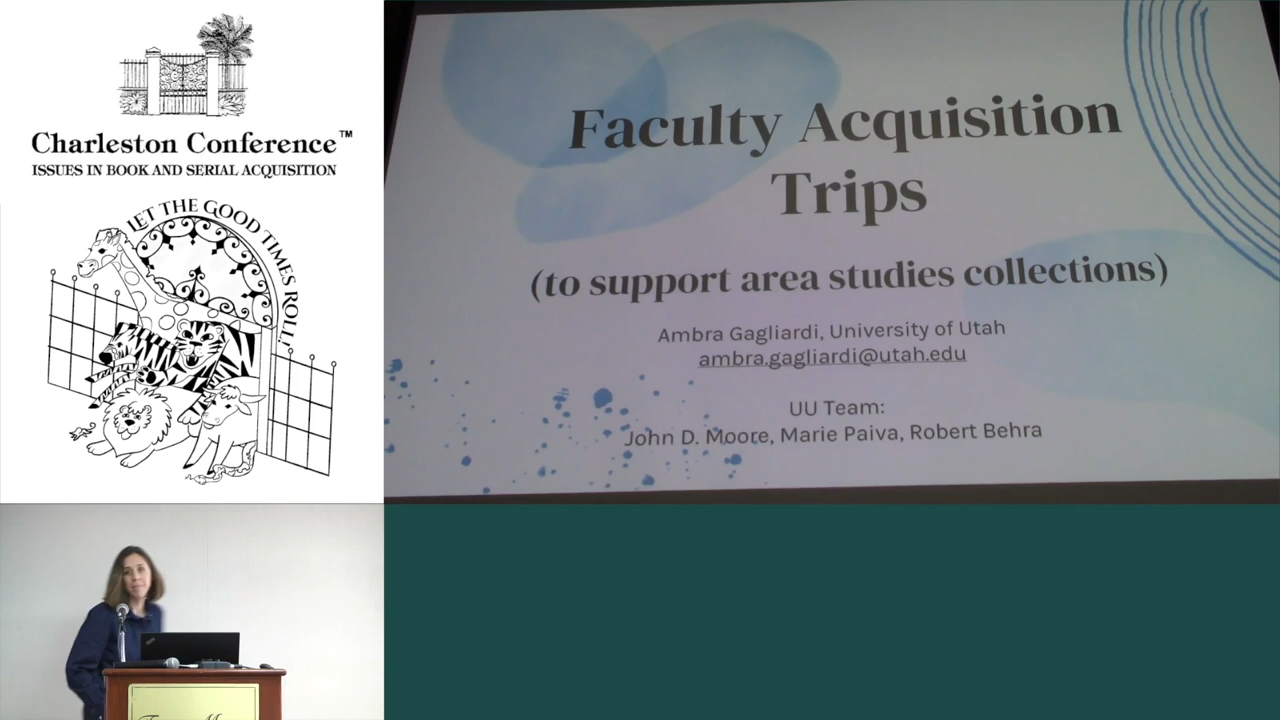 Charleston Conference™
ISSUES IN BOOK AND SERIAL ACQUISITION
LET THE GOOD TIMES ROLL!
Faculty Acquisition
Trips
(to support area studies collections)
Ambra Gagliardi, University of Utah
ambra.gagliardi@utah.edu
UU Team:
John D. Moore, Marie Paiva, Robert Behra